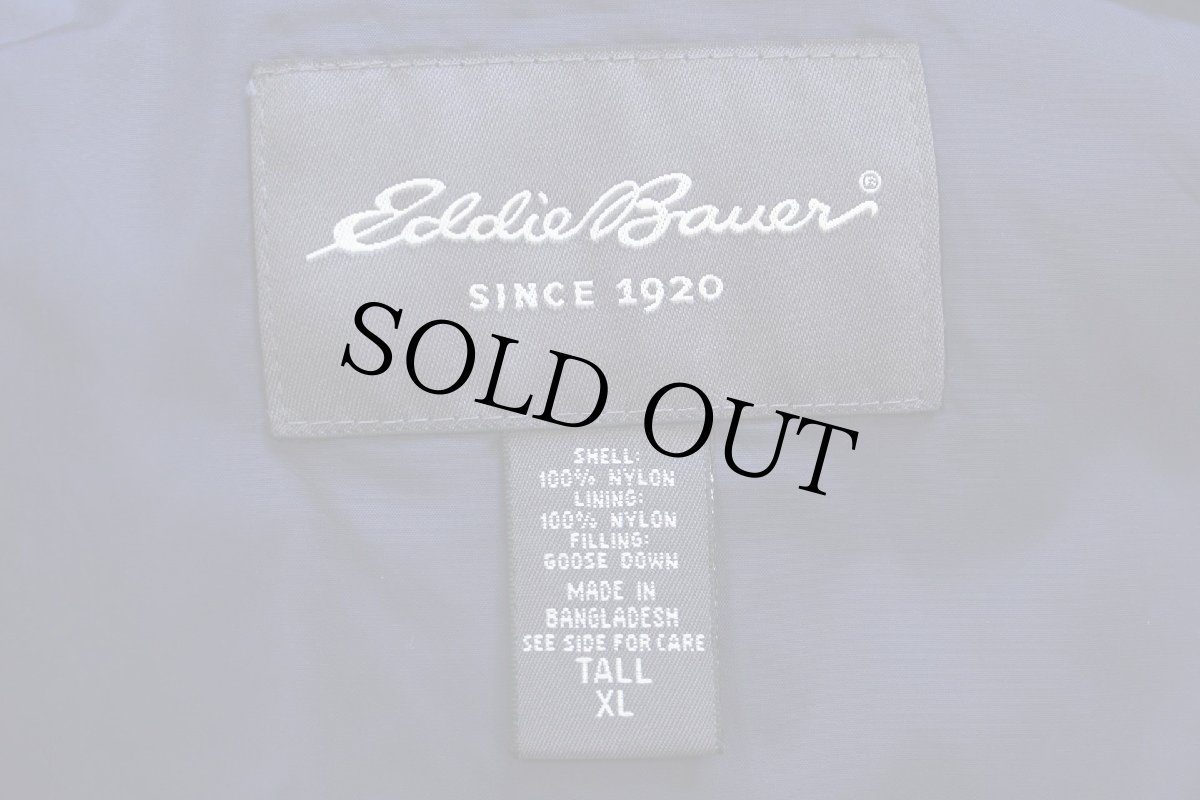 Eddie Bauer®
SINCE 1920
SOLD OUT
SHELL:
100% NYLON
LINING:
100% NYLON
FILLING:
GOOSE DOWN
MADE IN
BANGLADESH
SEE SIDE FOR CARE
TALL
XL